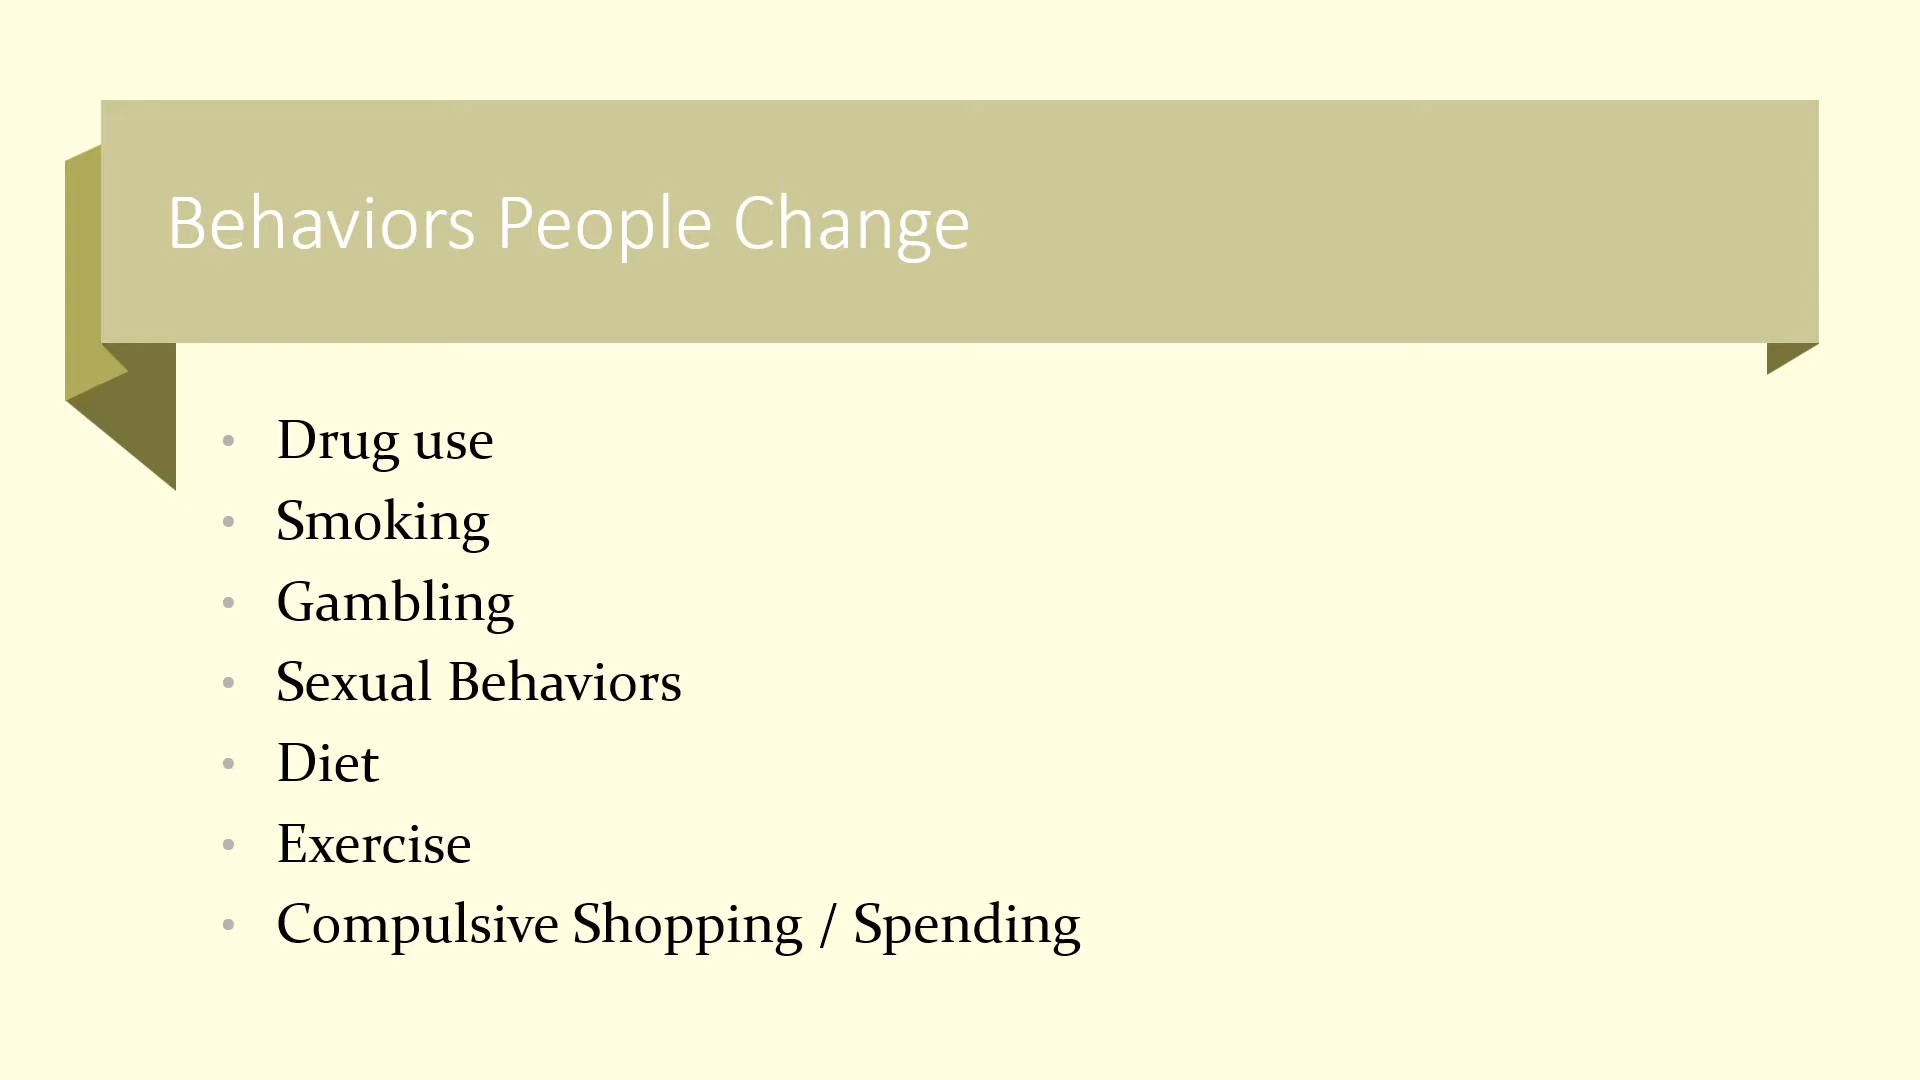 Behaviors People Change
• Drug use
• Smoking
• Gambling
• Sexual Behaviors
• Diet
• Exercise
• Compulsive Shopping / Spending